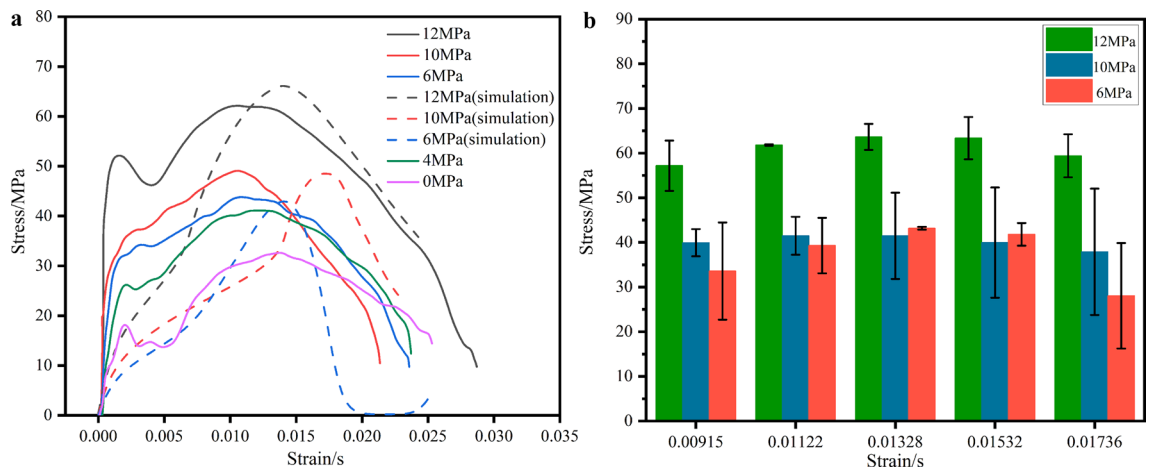 a
80
70
60
50
40
30
20
10
0
Stress/MPa
0.000 0.005 0.010 0.015 0.020 0.025 0.030 0.035
Strain/s
12MPa
10MPa
6MPa
12MPa(simulation)
10MPa(simulation)
6MPa(simulation)
4MPa
0MPa
b
90
80
70
60
50
40
30
20
10
0
Stress/MPa
0.00915 0.01122 0.01328 0.01532 0.01736
Strain/s
12MPa
10MPa
6MPa